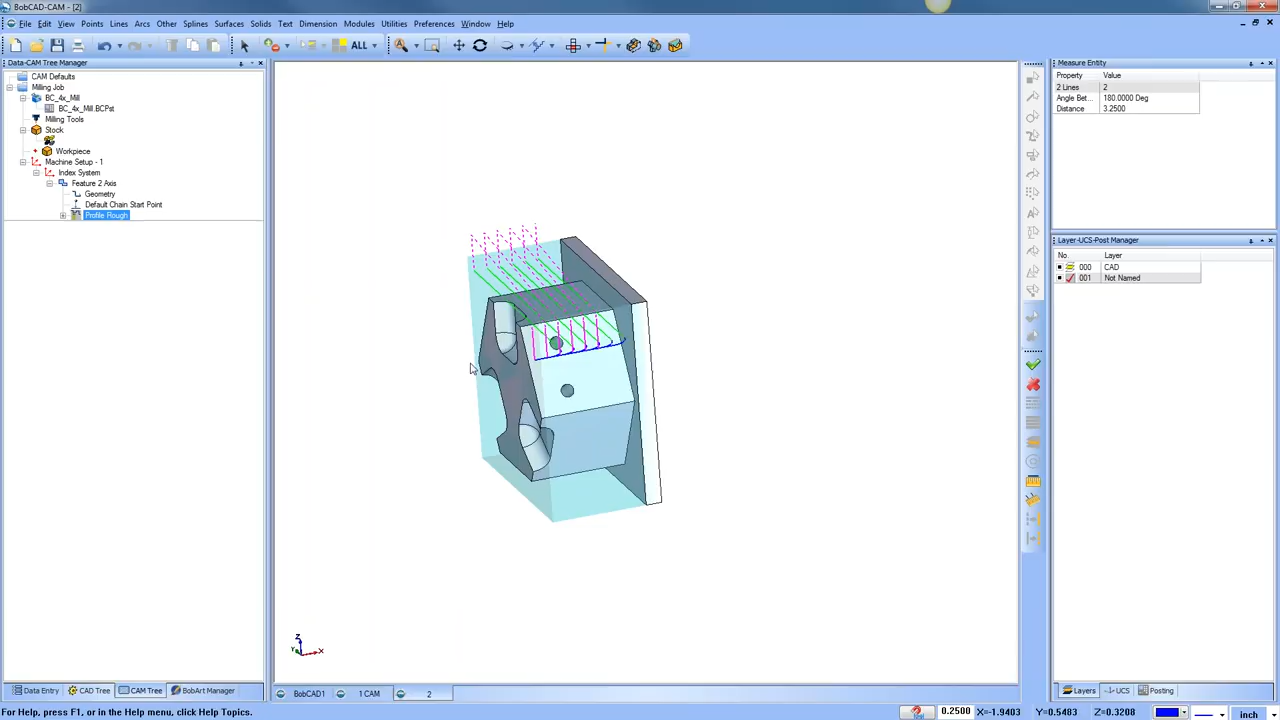 BobCAD-CAM - [2]
File Edit View Points Lines Arcs Other Splines Surfaces Solids Text Dimension Modules Utilities Preferences Window Help
ALL
Data-CAM Tree Manager
CAM Defaults
Milling Job
BC_4x_Mill
BC_4x_Mill.BCPst
Milling Tools
Stock
Workpiece
Machine Setup - 1
Index System
Feature 2 Axis
Geometry
Default Chain Start Point
Profile Rough
Z
Y
X
Measure Entity
Property Value
2 Lines 2
Angle Bet... 180.0000 Deg
Distance 3.2500
Layer-UCS-Post Manager
No. Layer
000 CAD
001 Not Named
Data Entry CAD Tree CAM Tree BobArt Manager
BobCAD1 1 CAM 2
Layers UCS Posting
For Help, press F1, or in the Help menu, click Help Topics.
0.2500 X=-1.9403 Y=0.5483 Z=0.3208 inch